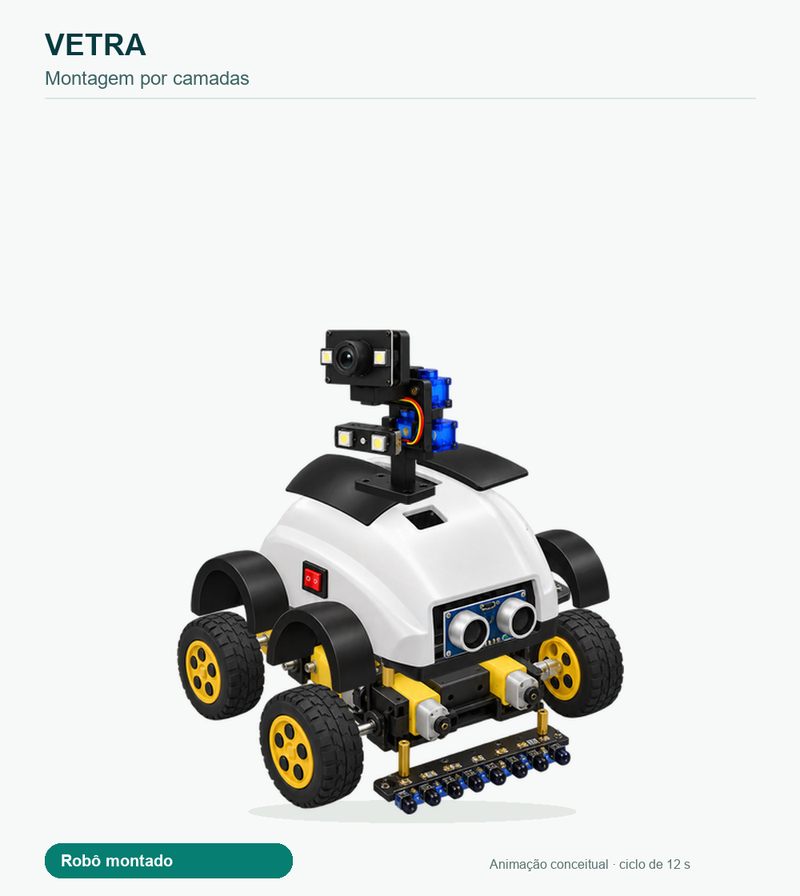 VETRA
Montagem por camadas
Robô montado
Animação conceitual · ciclo de 12 s